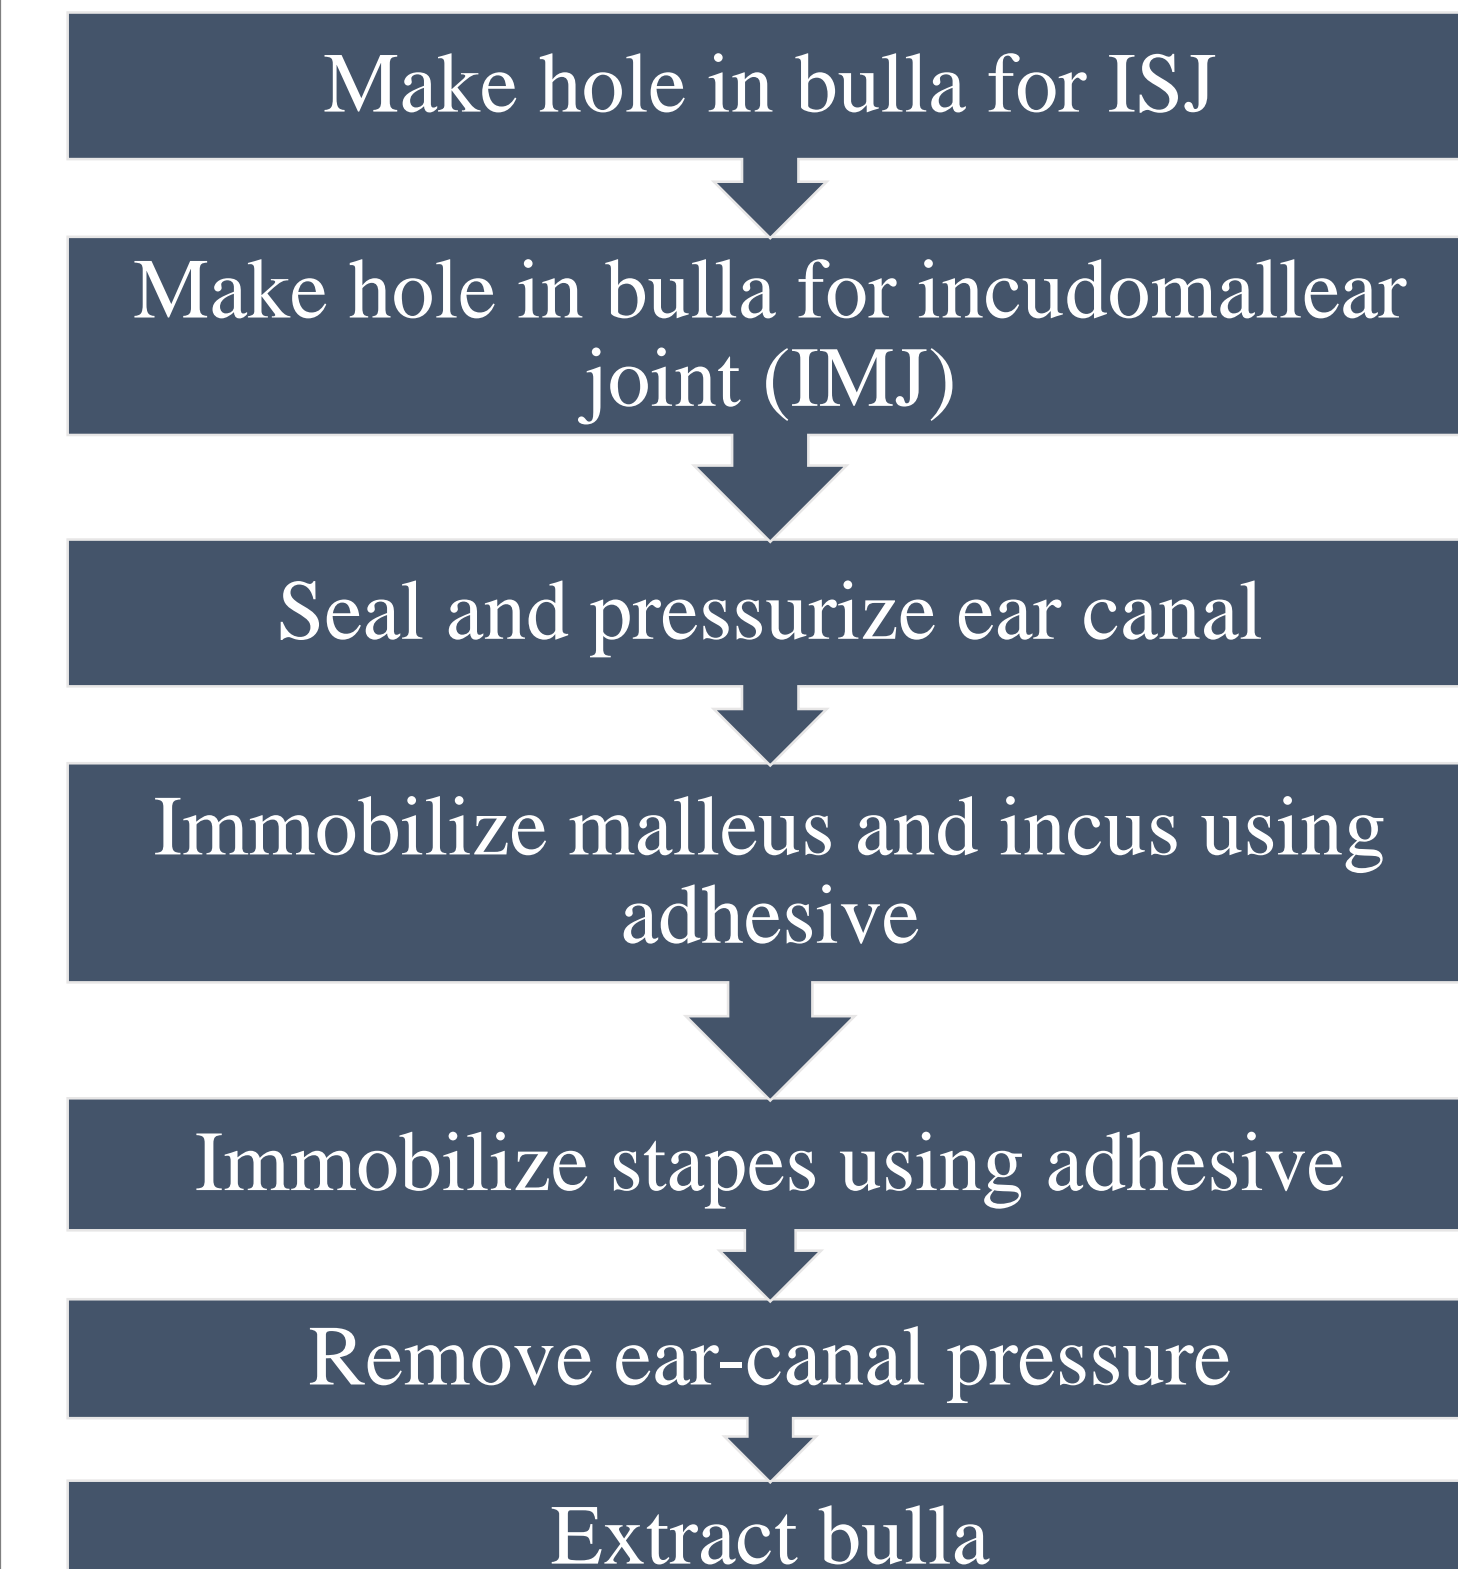 Make hole in bulla for ISJ
Make hole in bulla for incudomallear
joint (IMJ)
Seal and pressurize ear canal
Immobilize malleus and incus using
adhesive
Immobilize stapes using adhesive
Remove ear-canal pressure
Extract bulla